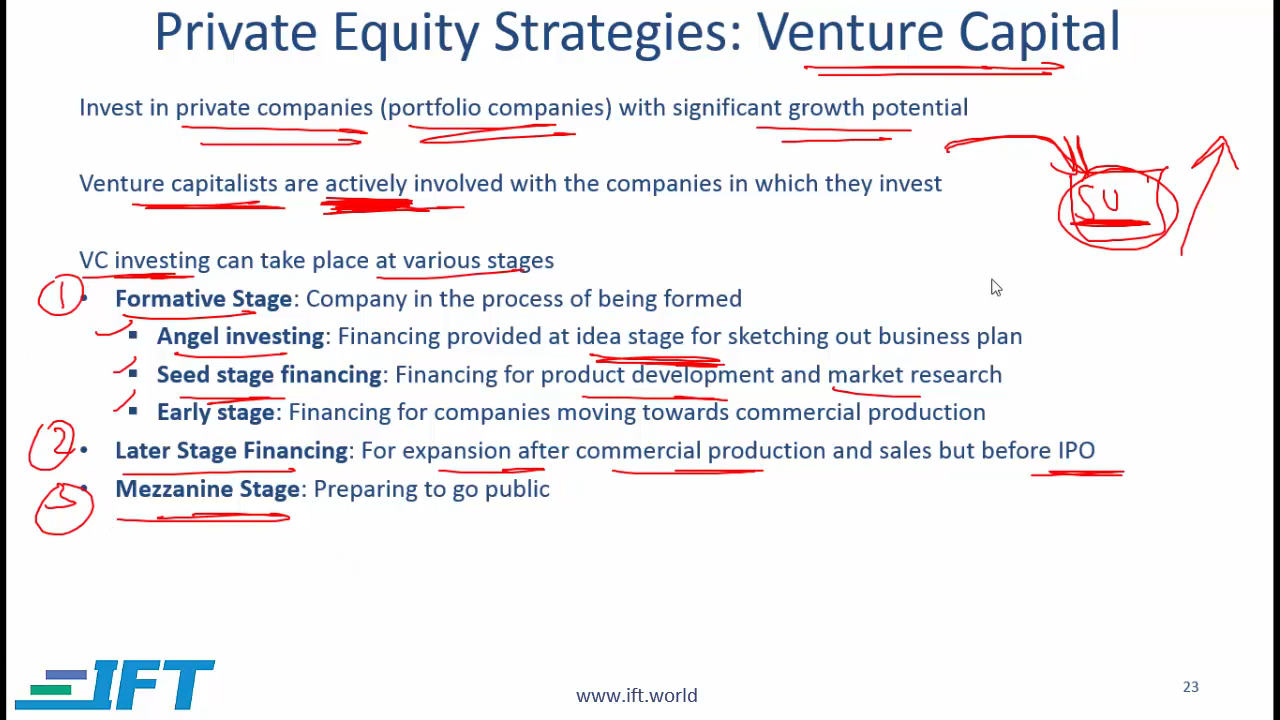 Private Equity Strategies: Venture Capital
Invest in private companies (portfolio companies) with significant growth potential
Venture capitalists are actively involved with the companies in which they invest
SU
VC investing can take place at various stages
1 • Formative Stage: Company in the process of being formed
▪ Angel investing: Financing provided at idea stage for sketching out business plan
▪ Seed stage financing: Financing for product development and market research
▪ Early stage: Financing for companies moving towards commercial production
2 • Later Stage Financing: For expansion after commercial production and sales but before IPO
3 • Mezzanine Stage: Preparing to go public
IFT
www.ift.world
23